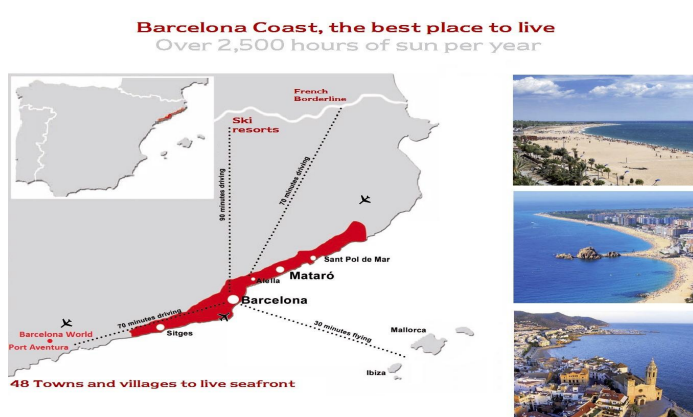 Barcelona Coast, the best place to live
Over 2,500 hours of sun per year
French
Borderline
Ski
resorts
90 minutes driving
70 minutes driving
Sant Pol de Mar
Mataró
Alella
Barcelona
70 minutes driving
Sitges
Barcelona World
Port Aventura
30 minutes flying
Mallorca
Ibiza
48 Towns and villages to live seafront